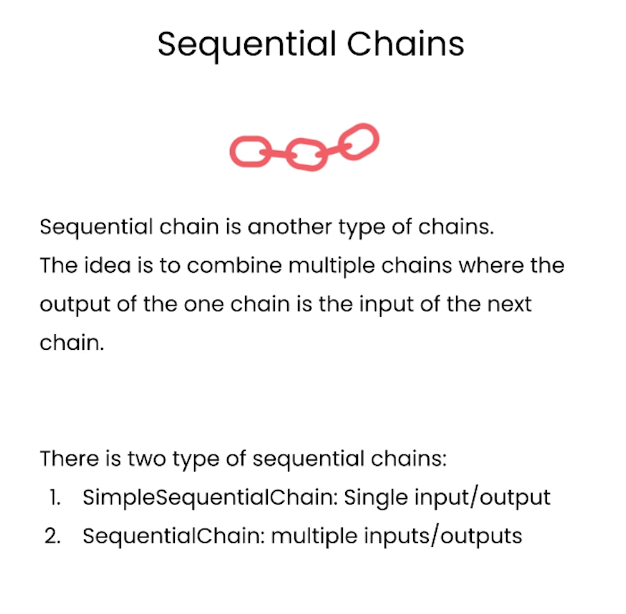 Sequential Chains
Sequential chain is another type of chains.
The idea is to combine multiple chains where the
output of the one chain is the input of the next
chain.
There is two type of sequential chains:
1. SimpleSequentialChain: Single input/output
2. SequentialChain: multiple inputs/outputs